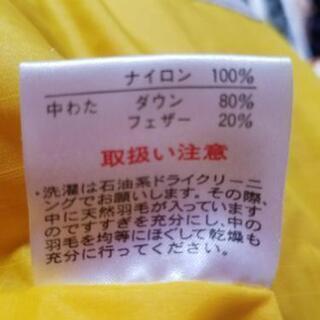 ナイロン 100%
中わた ダウン 80%
フェザー 20%
取扱い注意
・洗濯は石油系ドライクリーニ
ングでお願いします。その際、
中に天然羽毛が入っています
のですすぎを充分にし、中の
羽毛を均等にほぐして乾燥も
充分に行ってください。